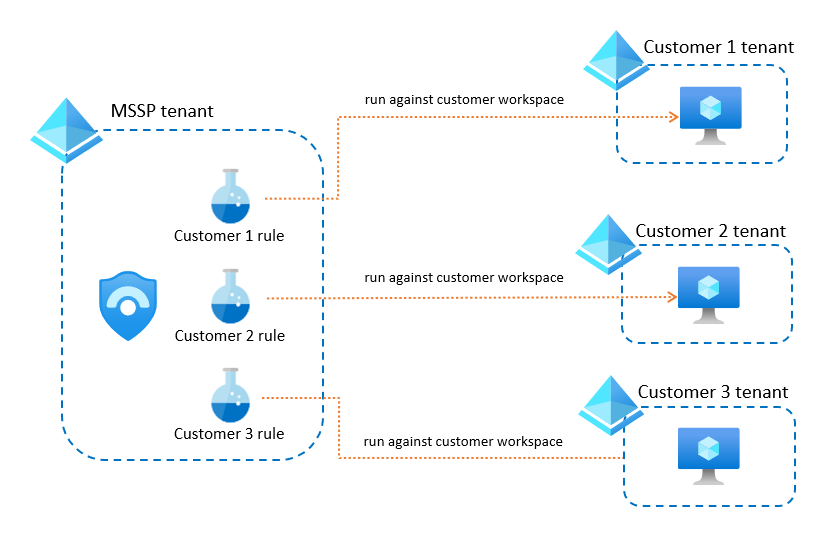 Customer 1 tenant
run against customer workspace
MSSP tenant
Customer 1 rule
Customer 2 tenant
run against customer workspace
Customer 2 rule
Customer 3 tenant
Customer 3 rule
run against customer workspace